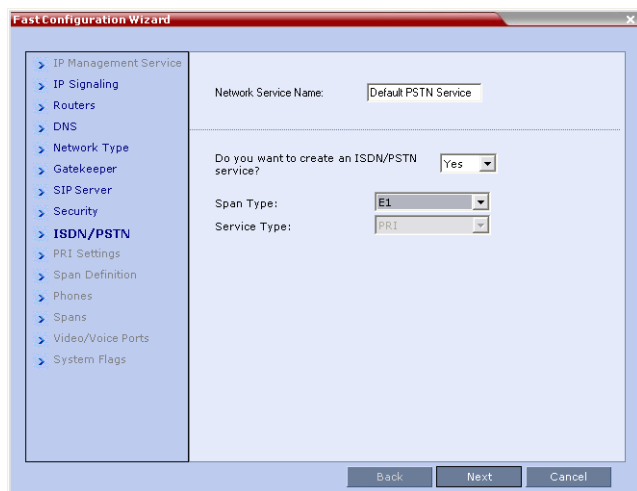 Fast Configuration Wizard
x
IP Management Service
IP Signaling
Routers
DNS
Network Type
Gatekeeper
SIP Server
Security
ISDN/PSTN
PRI Settings
Span Definition
Phones
Spans
Video/Voice Ports
System Flags
Network Service Name: Default PSTN Service
Do you want to create an ISDN/PSTN
service? Yes
Span Type: E1
Service Type: PRI
Back Next Cancel